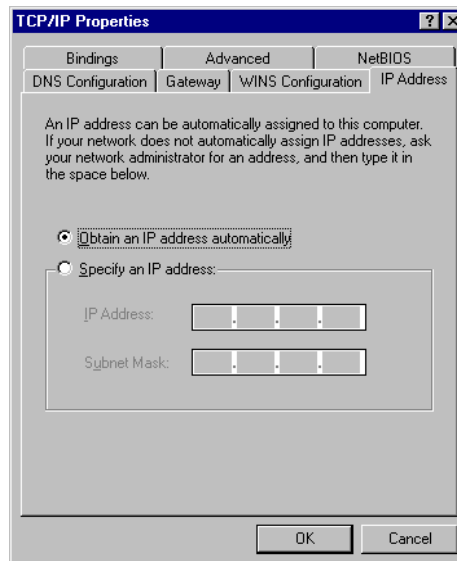 TCP/IP Properties
Bindings Advanced NetBIOS
DNS Configuration Gateway WINS Configuration IP Address
An IP address can be automatically assigned to this computer.
If your network does not automatically assign IP addresses, ask
your network administrator for an address, and then type it in
the space below.
Obtain an IP address automatically
Specify an IP address:
IP Address:
Subnet Mask:
OK Cancel